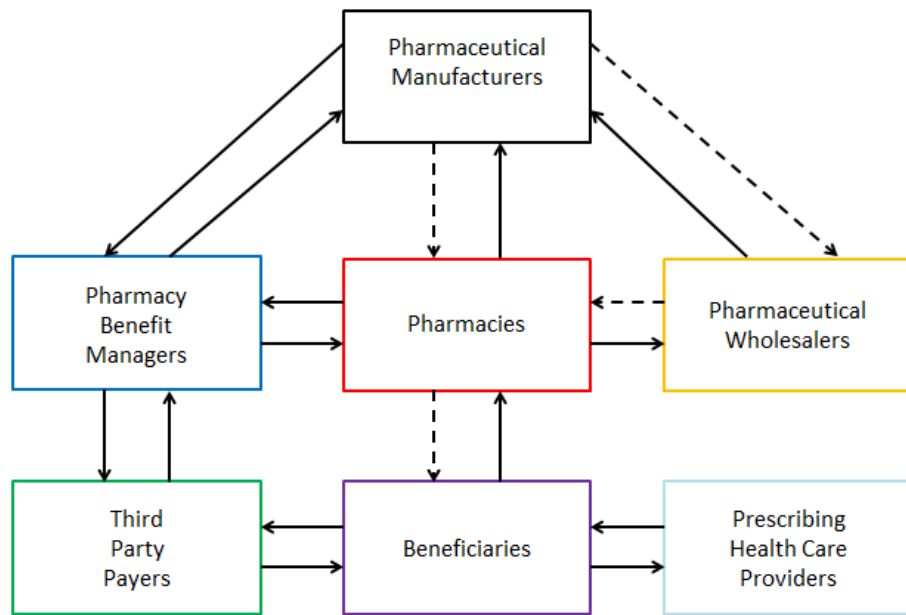 Pharmaceutical
Manufacturers
Pharmacy
Benefit
Managers
Pharmacies
Pharmaceutical
Wholesalers
Third
Party
Payers
Beneficiaries
Prescribing
Health Care
Providers